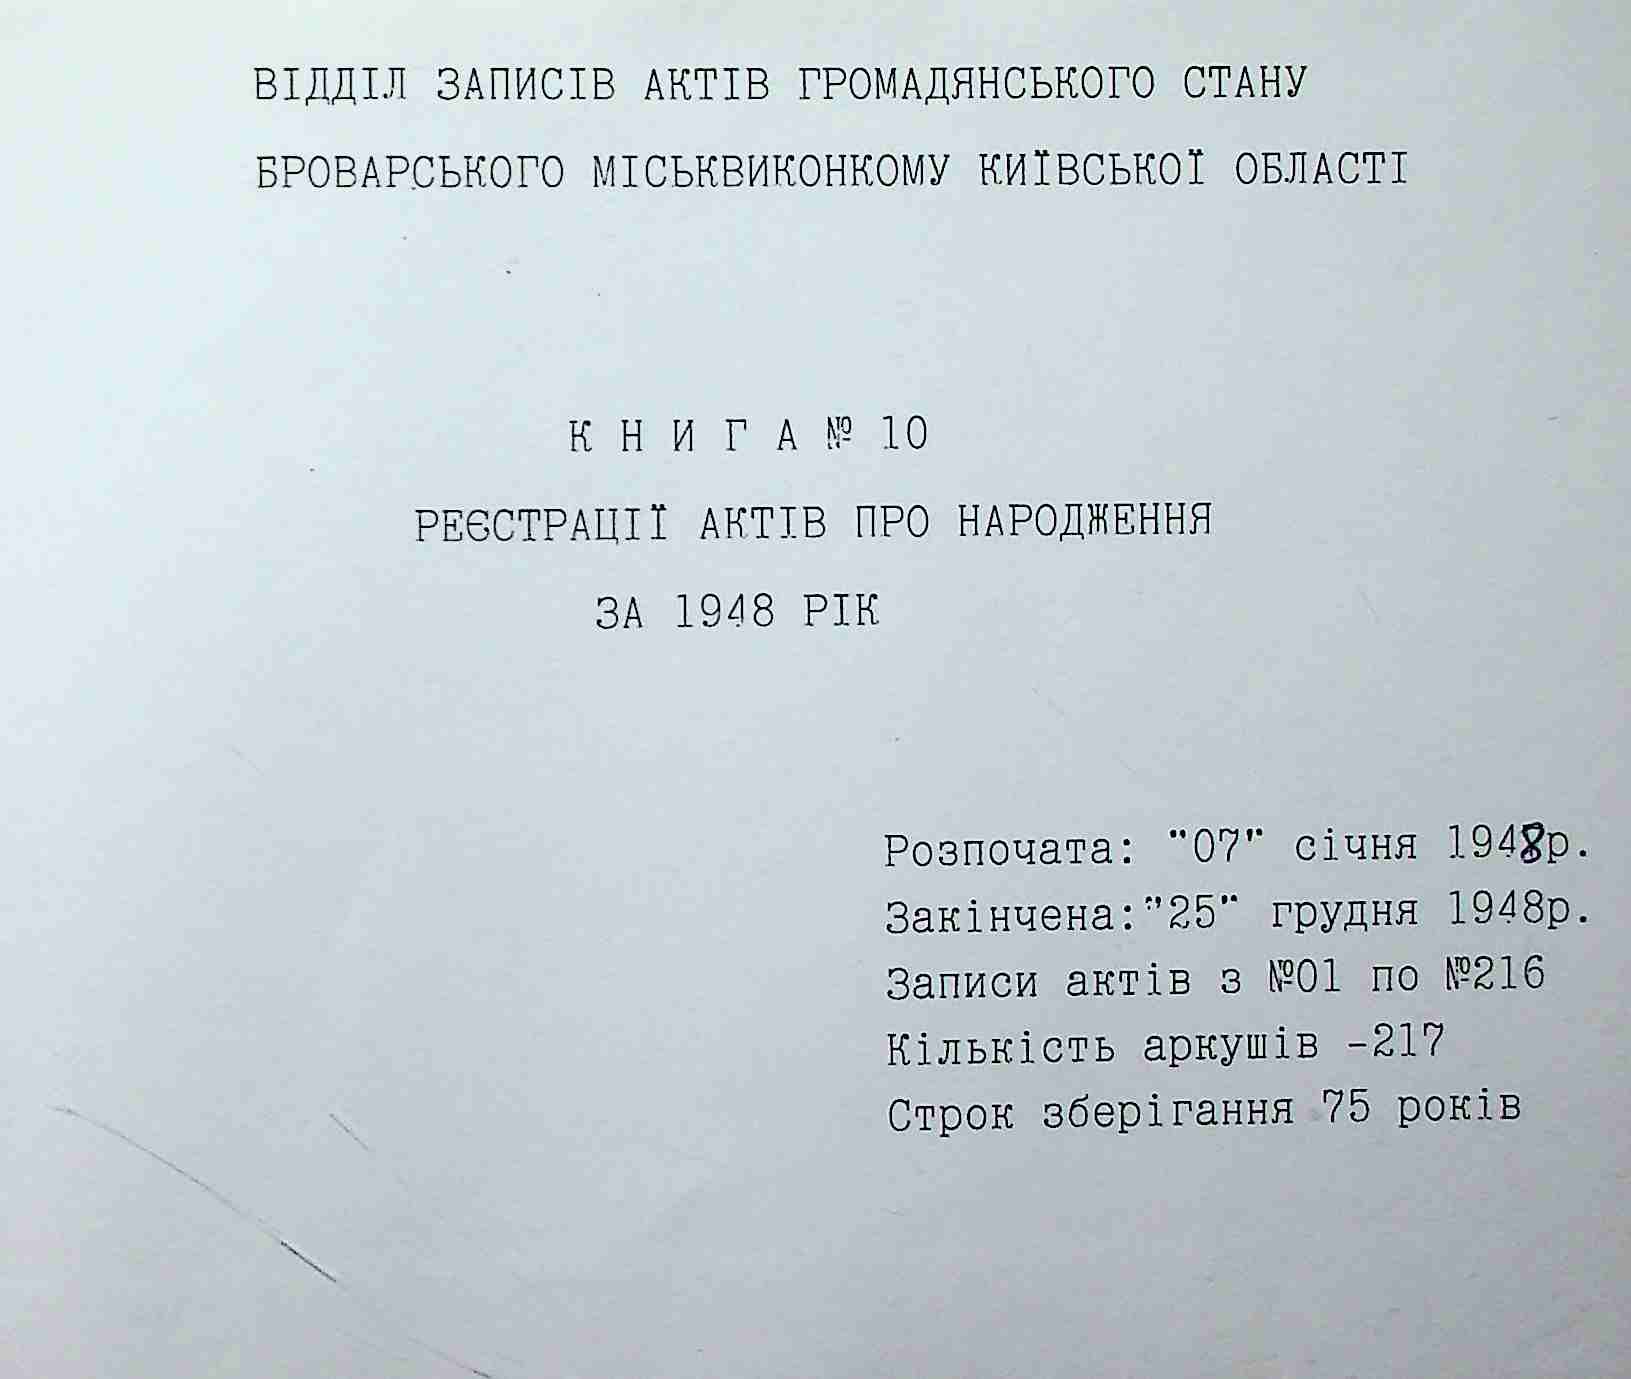 ВІДДІЛ ЗАПИСІВ АКТІВ ГРОМАДЯНСЬКОГО СТАНУ
БРОВАРСЬКОГО МІСЬКВИКОНКОМУ КИЇВСЬКОЇ ОБЛАСТІ
К Н И Г А № 10
РЕЄСТРАЦІЇ АКТІВ ПРО НАРОДЖЕННЯ
ЗА 1948 РІК
Розпочата: "07" січня 1948р.
Закінчена:"25" грудня 1948р.
Записи актів з №01 по №216
Кількість аркушів -217
Строк зберігання 75 років